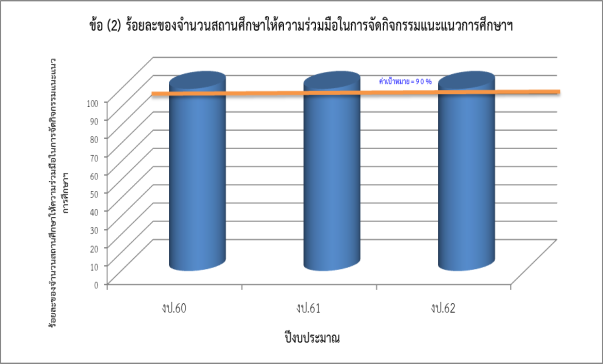 ข้อ (2) ร้อยละของจำนวนสถานศึกษาให้ความร่วมมือในการจัดกิจกรรมแนะแนวการศึกษาฯ
ร้อยละของจำนวนสถานศึกษาให้ความร่วมมือในการจัดกิจกรรมแนะแนว
การศึกษาฯ
ค่าเป้าหมาย = 90 %
100
90
80
70
60
50
40
30
20
10
0
งป.60 งป.61 งป.62
ปีงบประมาณ